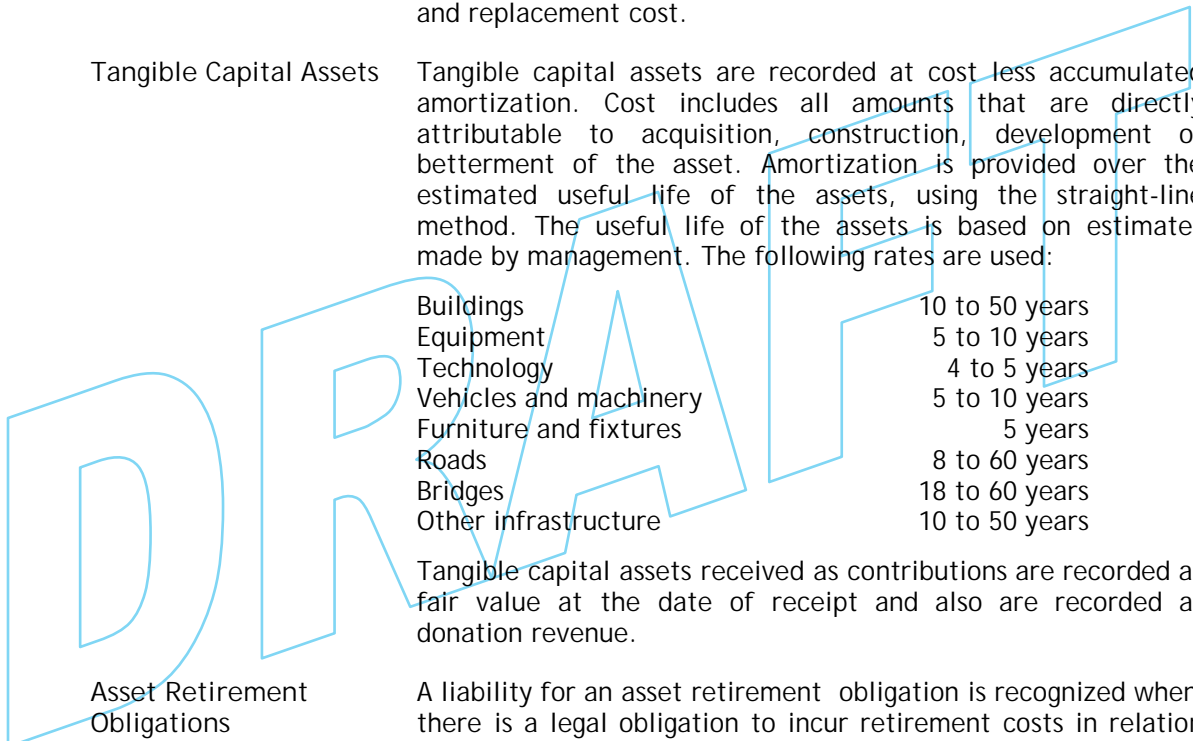 and replacement cost.
Tangible Capital Assets Tangible capital assets are recorded at cost less accumulated
amortization. Cost includes all amounts that are directly
attributable to acquisition, construction, development o
betterment of the asset. Amortization is provided over the
estimated useful life of the assets, using the straight-line
method. The useful life of the assets is based on estimate
made by management. The following rates are used:
Buildings 10 to 50 years
Equipment 5 to 10 years
Technology 4 to 5 years
Vehicles and machinery 5 to 10 years
Furniture and fixtures 5 years
Roads 8 to 60 years
Bridges 18 to 60 years
Other infrastructure 10 to 50 years
Tangible capital assets received as contributions are recorded a
fair value at the date of receipt and also are recorded a
donation revenue.
Asset Retirement A liability for an asset retirement obligation is recognized when
Obligations there is a legal obligation to incur retirement costs in relation
DRAFT